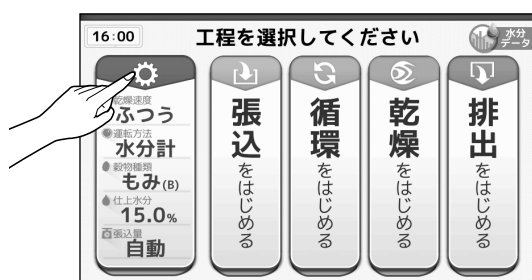 16:00
工程を選択してください
水分
データ
乾燥速度
ふつう
運転方法
水分計
穀物種類
もみ(B)
仕上水分
15.0%
張込量
自動
張込をはじめる
循環をはじめる
乾燥をはじめる
排出をはじめる